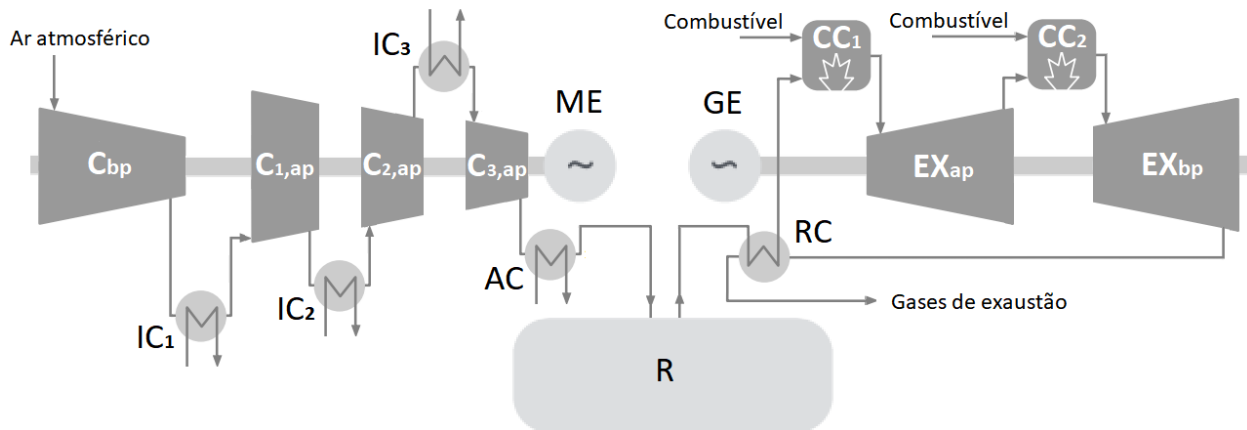 Ar atmosférico
IC₃
Combustível
CC₁
Combustível
CC₂
ME
GE
Cbp
C1,ap
C2,ap
C3,ap
EXap
EXbp
RC
AC
IC₁
IC₂
Gases de exaustão
R